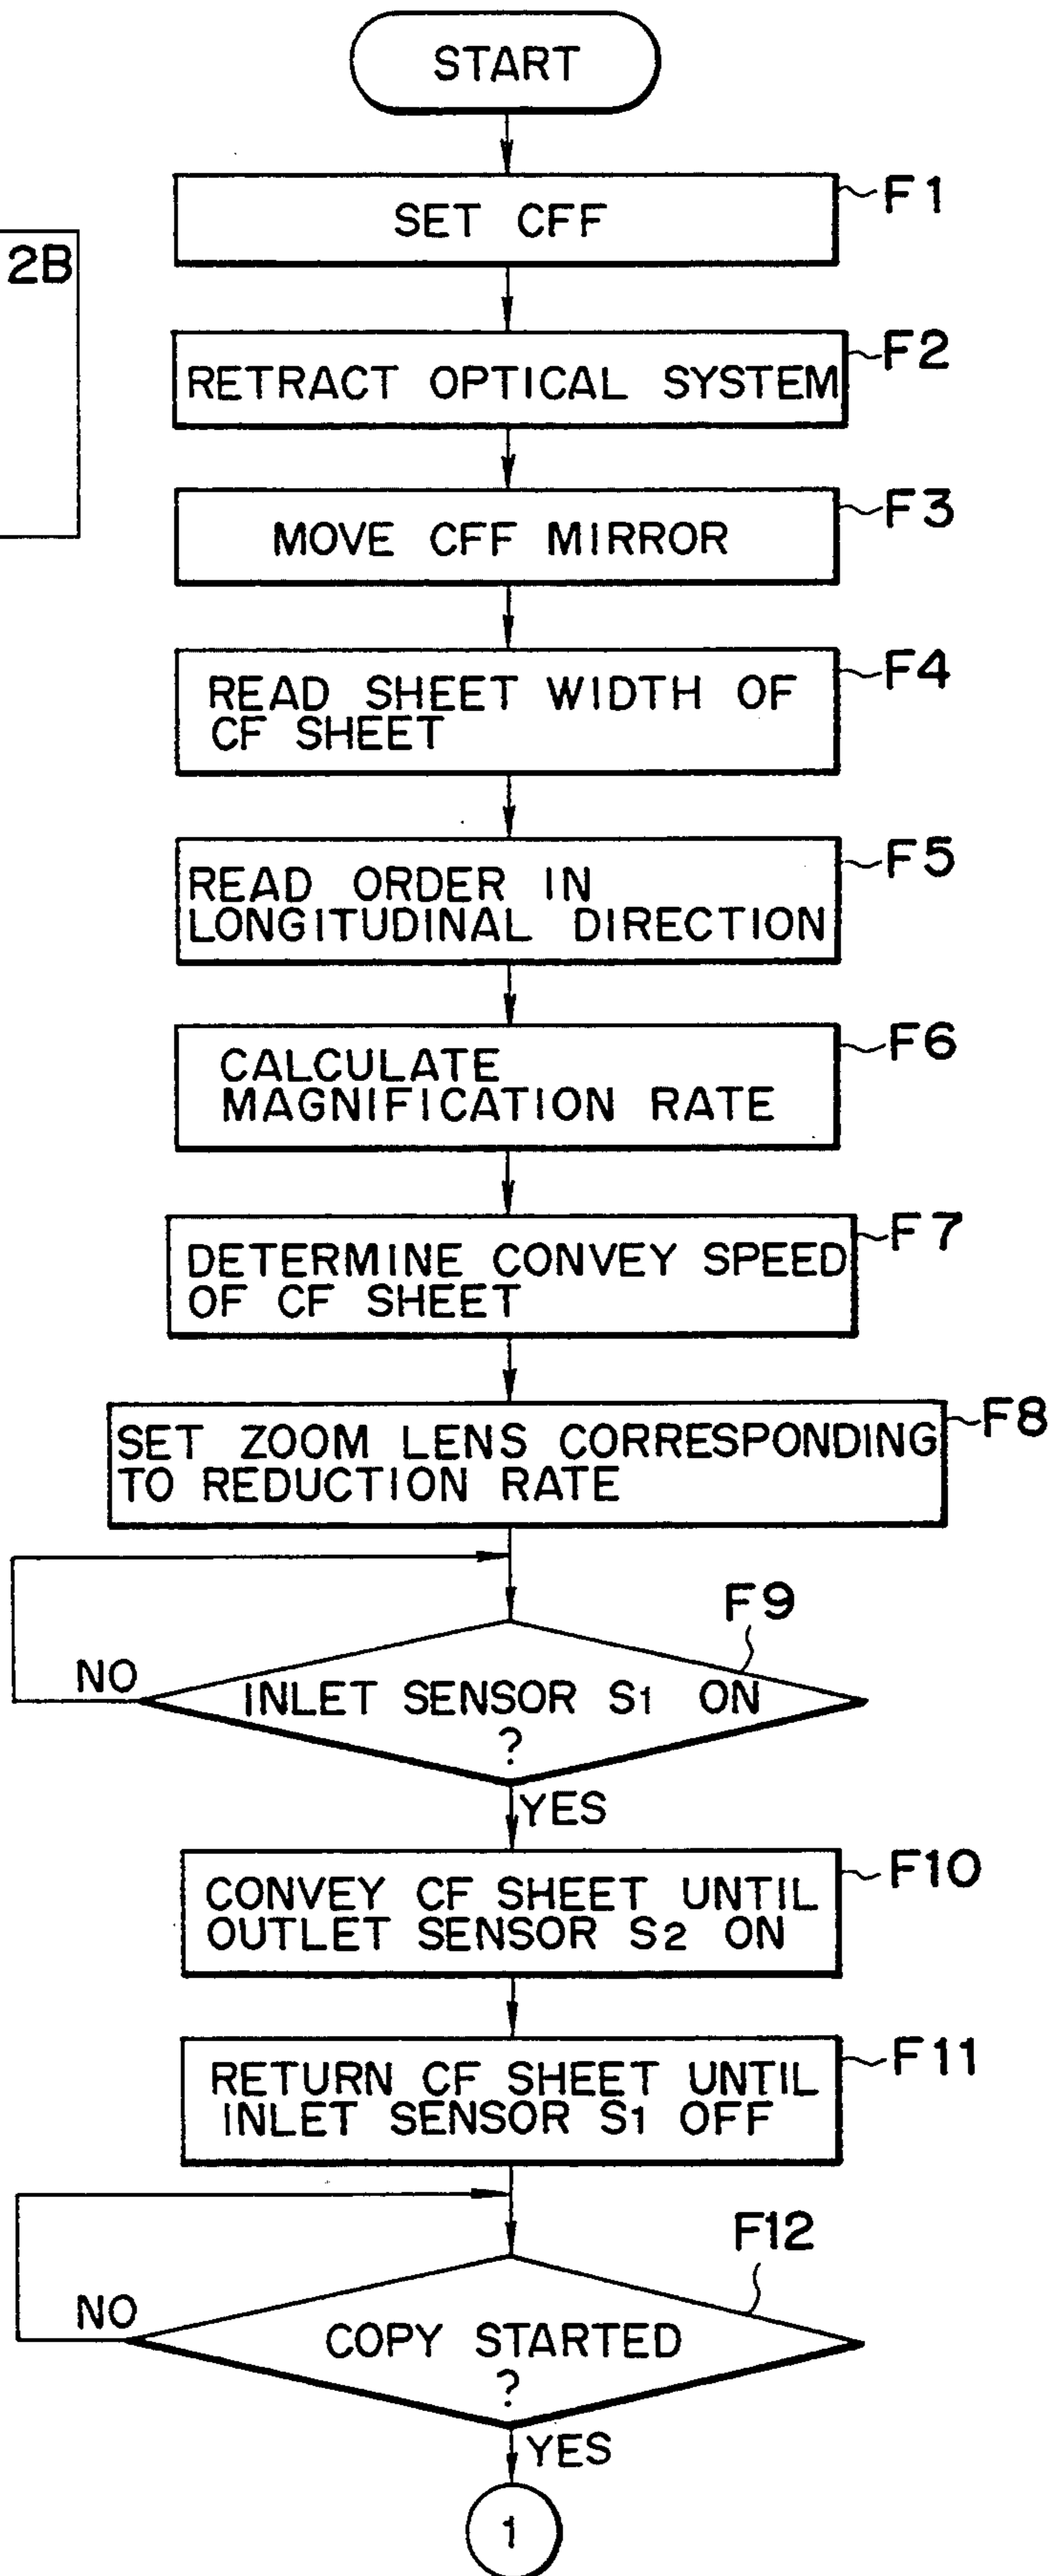 START
F1
SET CFF
2B
F2
RETRACT OPTICAL SYSTEM
F3
MOVE CFF MIRROR
F4
READ SHEET WIDTH OF
CF SHEET
F5
READ ORDER IN
LONGITUDINAL DIRECTION
F6
CALCULATE
MAGNIFICATION RATE
F7
DETERMINE CONVEY SPEED
OF CF SHEET
F8
SET ZOOM LENS CORRESPONDING
TO REDUCTION RATE
F9
NO
INLET SENSOR S1 ON
?
YES
F10
CONVEY CF SHEET UNTIL
OUTLET SENSOR S2 ON
F11
RETURN CF SHEET UNTIL
INLET SENSOR S1 OFF
F12
NO
COPY STARTED
?
YES
1